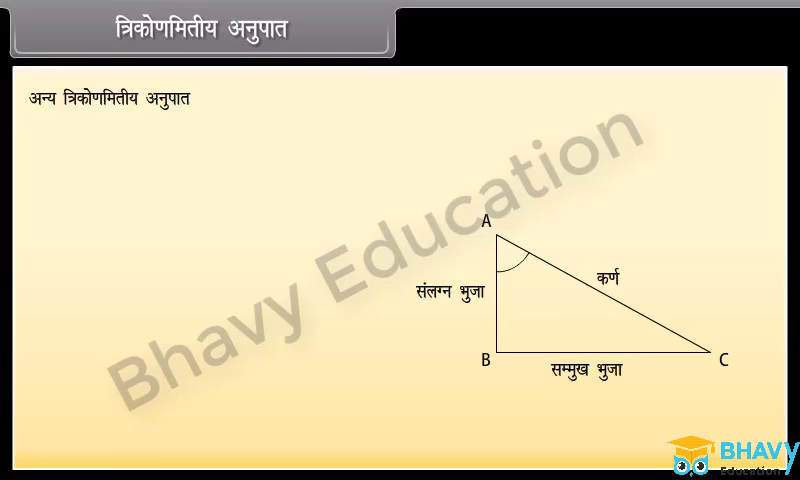 त्रिकोणमितीय अनुपात
अन्य त्रिकोणमितीय अनुपात
Bhavy Education
A
संलग्न भुजा
कर्ण
B
C
सम्मुख भुजा
BHAVY
Education